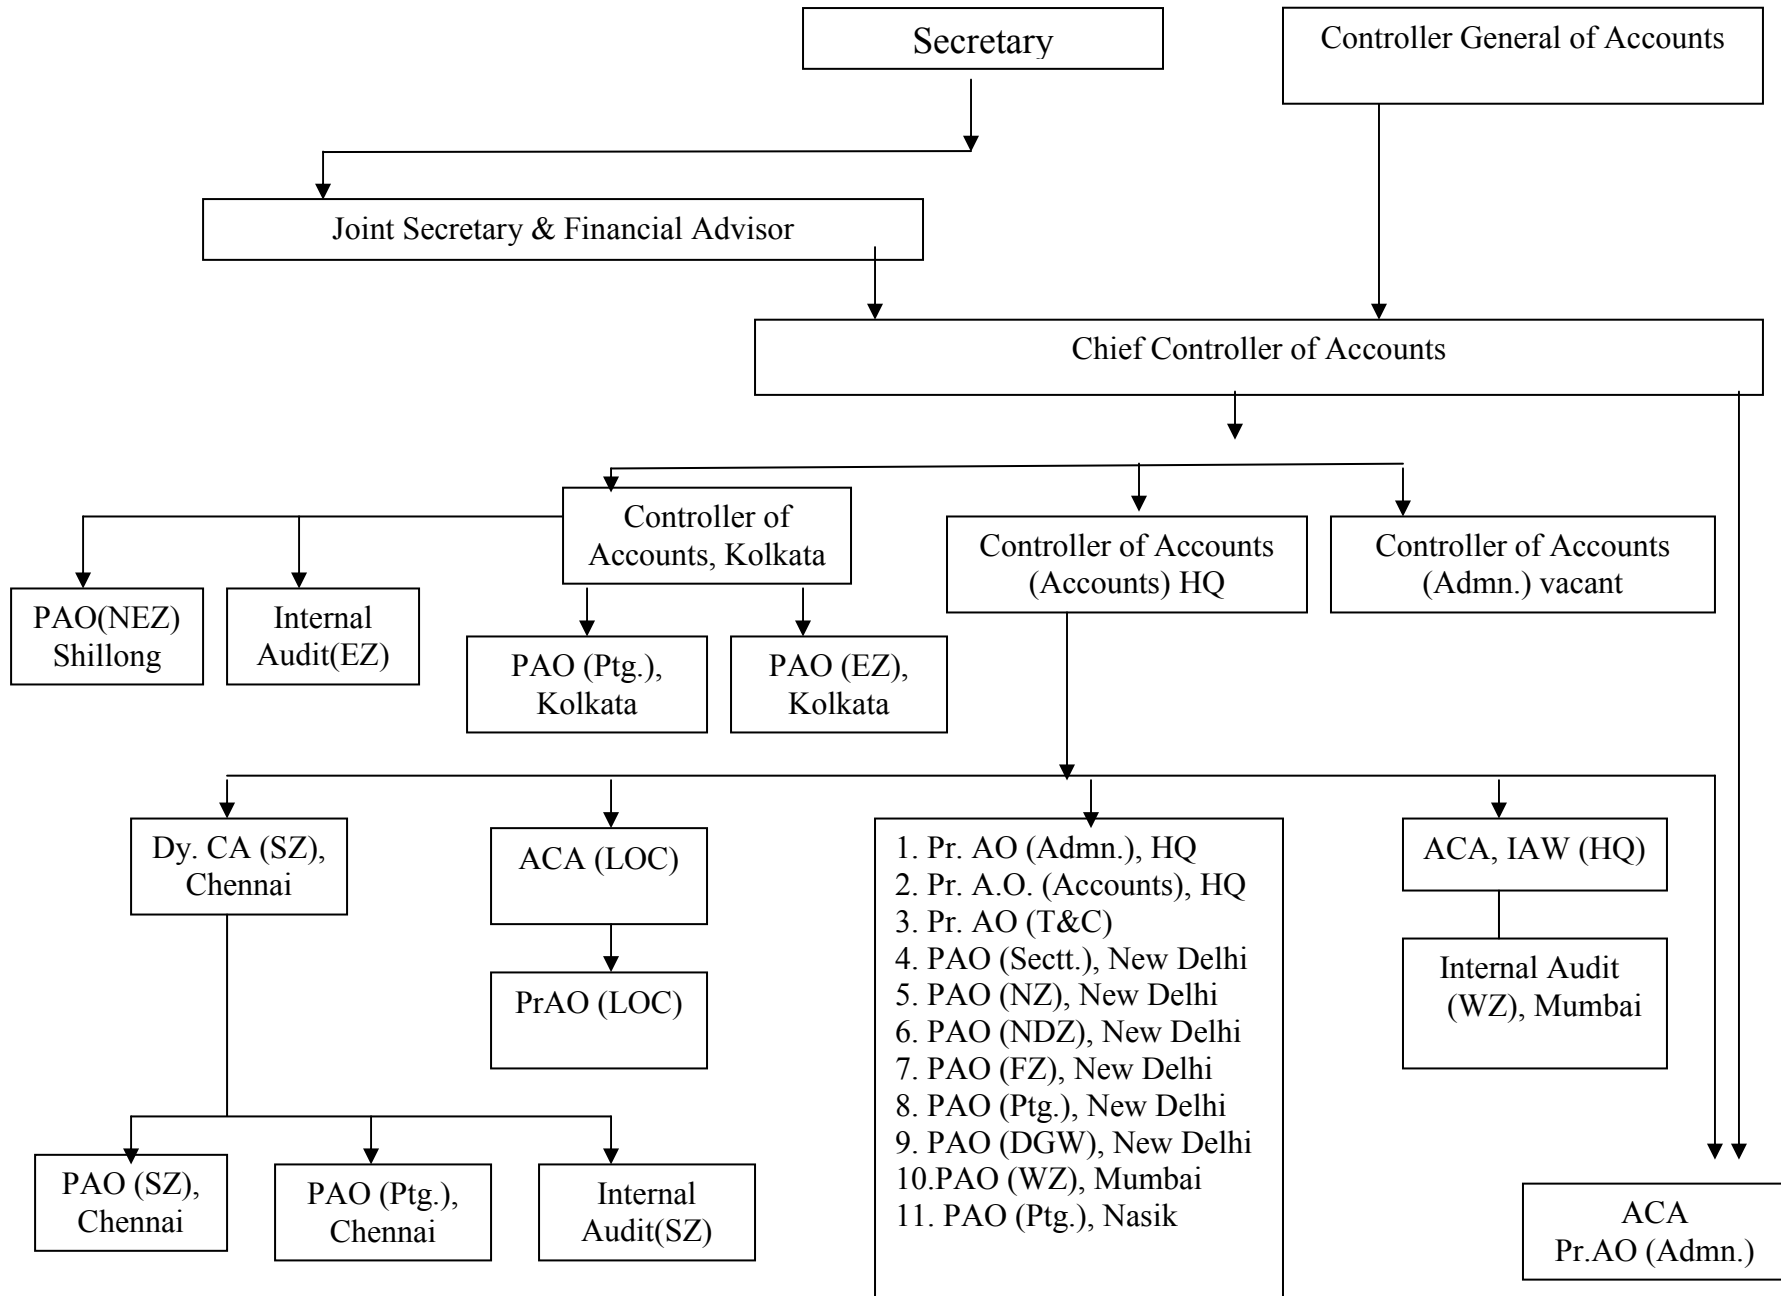 Secretary
Controller General of Accounts
Joint Secretary & Financial Advisor
Chief Controller of Accounts
Controller of
Accounts, Kolkata
Controller of Accounts
(Accounts) HQ
Controller of Accounts
(Admn.) vacant
PAO(NEZ)
Shillong
Internal
Audit(EZ)
PAO (Ptg.),
Kolkata
PAO (EZ),
Kolkata
Dy. CA (SZ),
Chennai
ACA (LOC)
PrAO (LOC)
1. Pr. AO (Admn.), HQ
2. Pr. A.O. (Accounts), HQ
3. Pr. AO (T&C)
4. PAO (Sectt.), New Delhi
5. PAO (NZ), New Delhi
6. PAO (NDZ), New Delhi
7. PAO (FZ), New Delhi
8. PAO (Ptg.), New Delhi
9. PAO (DGW), New Delhi
10.PAO (WZ), Mumbai
11. PAO (Ptg.), Nasik
ACA, IAW (HQ)
Internal Audit
(WZ), Mumbai
PAO (SZ),
Chennai
PAO (Ptg.),
Chennai
Internal
Audit(SZ)
ACA
Pr.AO (Admn.)